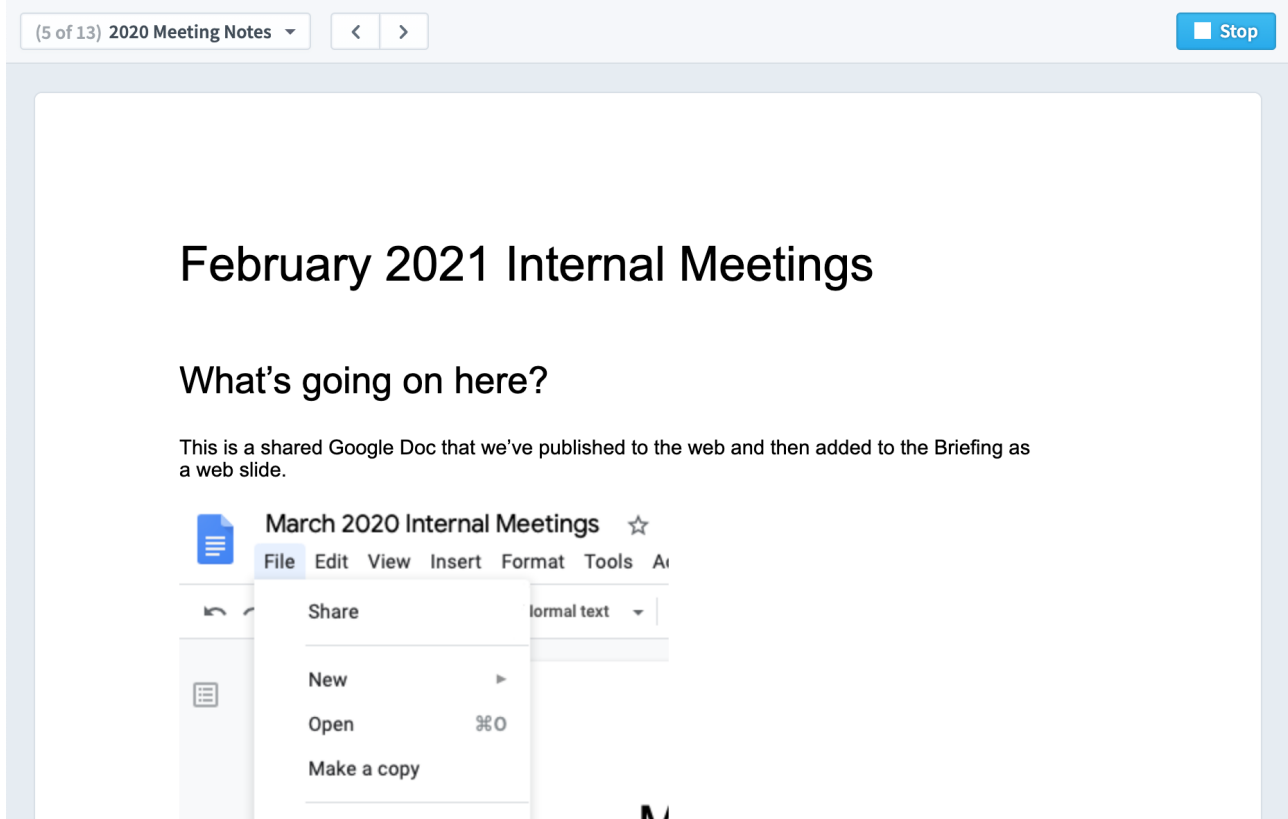 (5 of 13) 2020 Meeting Notes
Stop
February 2021 Internal Meetings
What’s going on here?
This is a shared Google Doc that we’ve published to the web and then added to the Briefing as
a web slide.
March 2020 Internal Meetings
File Edit View Insert Format Tools
Share
text
New
Open ⌘O
Make a copy